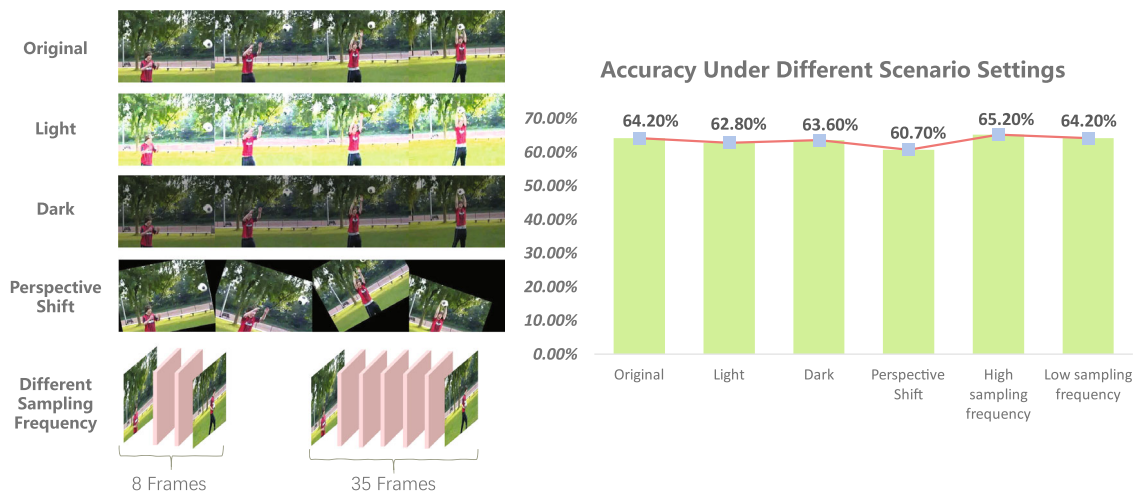 Original
Light
Dark
Perspective
Shift
Different
Sampling
Frequency
8 Frames
35 Frames
Accuracy Under Different Scenario Settings
70.00%
60.00%
50.00%
40.00%
30.00%
20.00%
10.00%
0.00%
64.20%
62.80%
63.60%
60.70%
65.20%
64.20%
Original
Light
Dark
Perspective
Shift
High
sampling
frequency
Low sampling
frequency